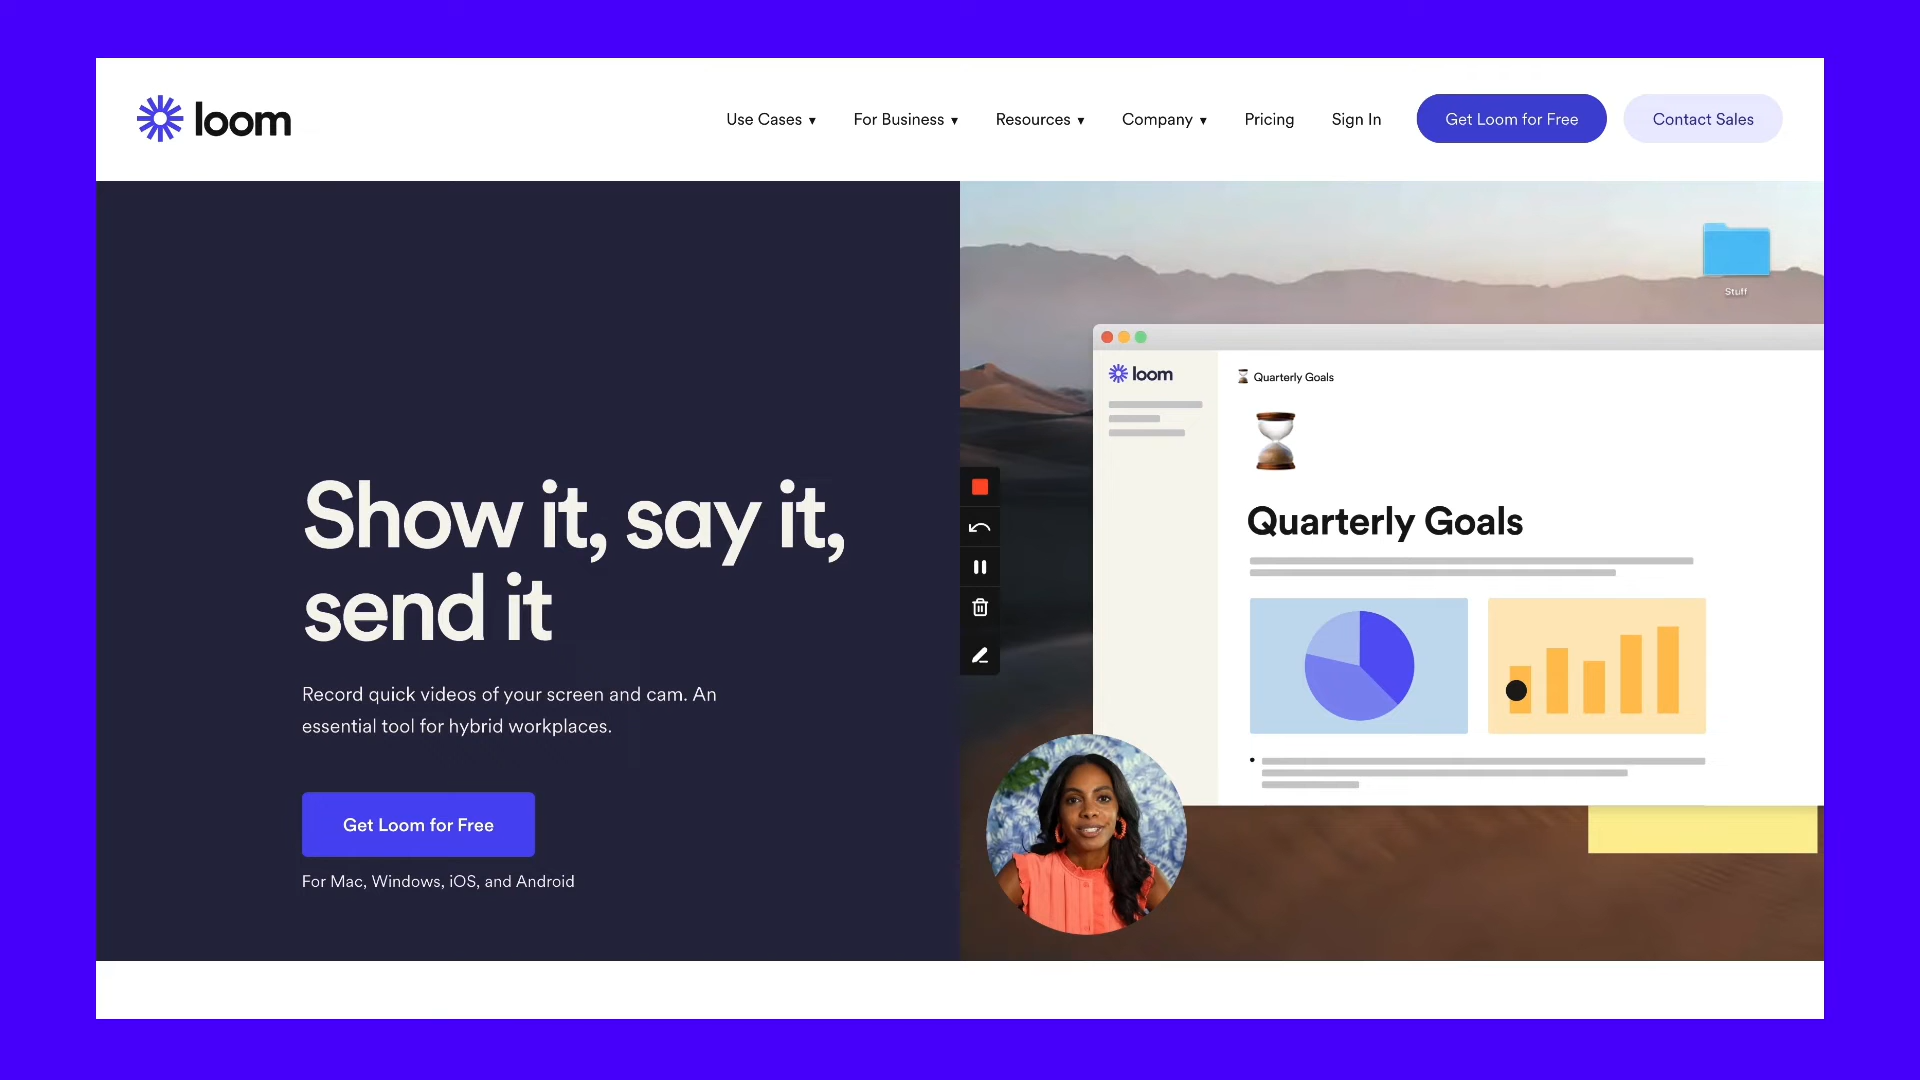 loom
Use Cases ▾
For Business ▾
Resources ▾
Company ▾
Pricing
Sign In
Get Loom for Free
Contact Sales
Show it, say it,
send it
Record quick videos of your screen and cam. An
essential tool for hybrid workplaces.
Get Loom for Free
For Mac, Windows, iOS, and Android
Stuff
loom
Quarterly Goals
Quarterly Goals